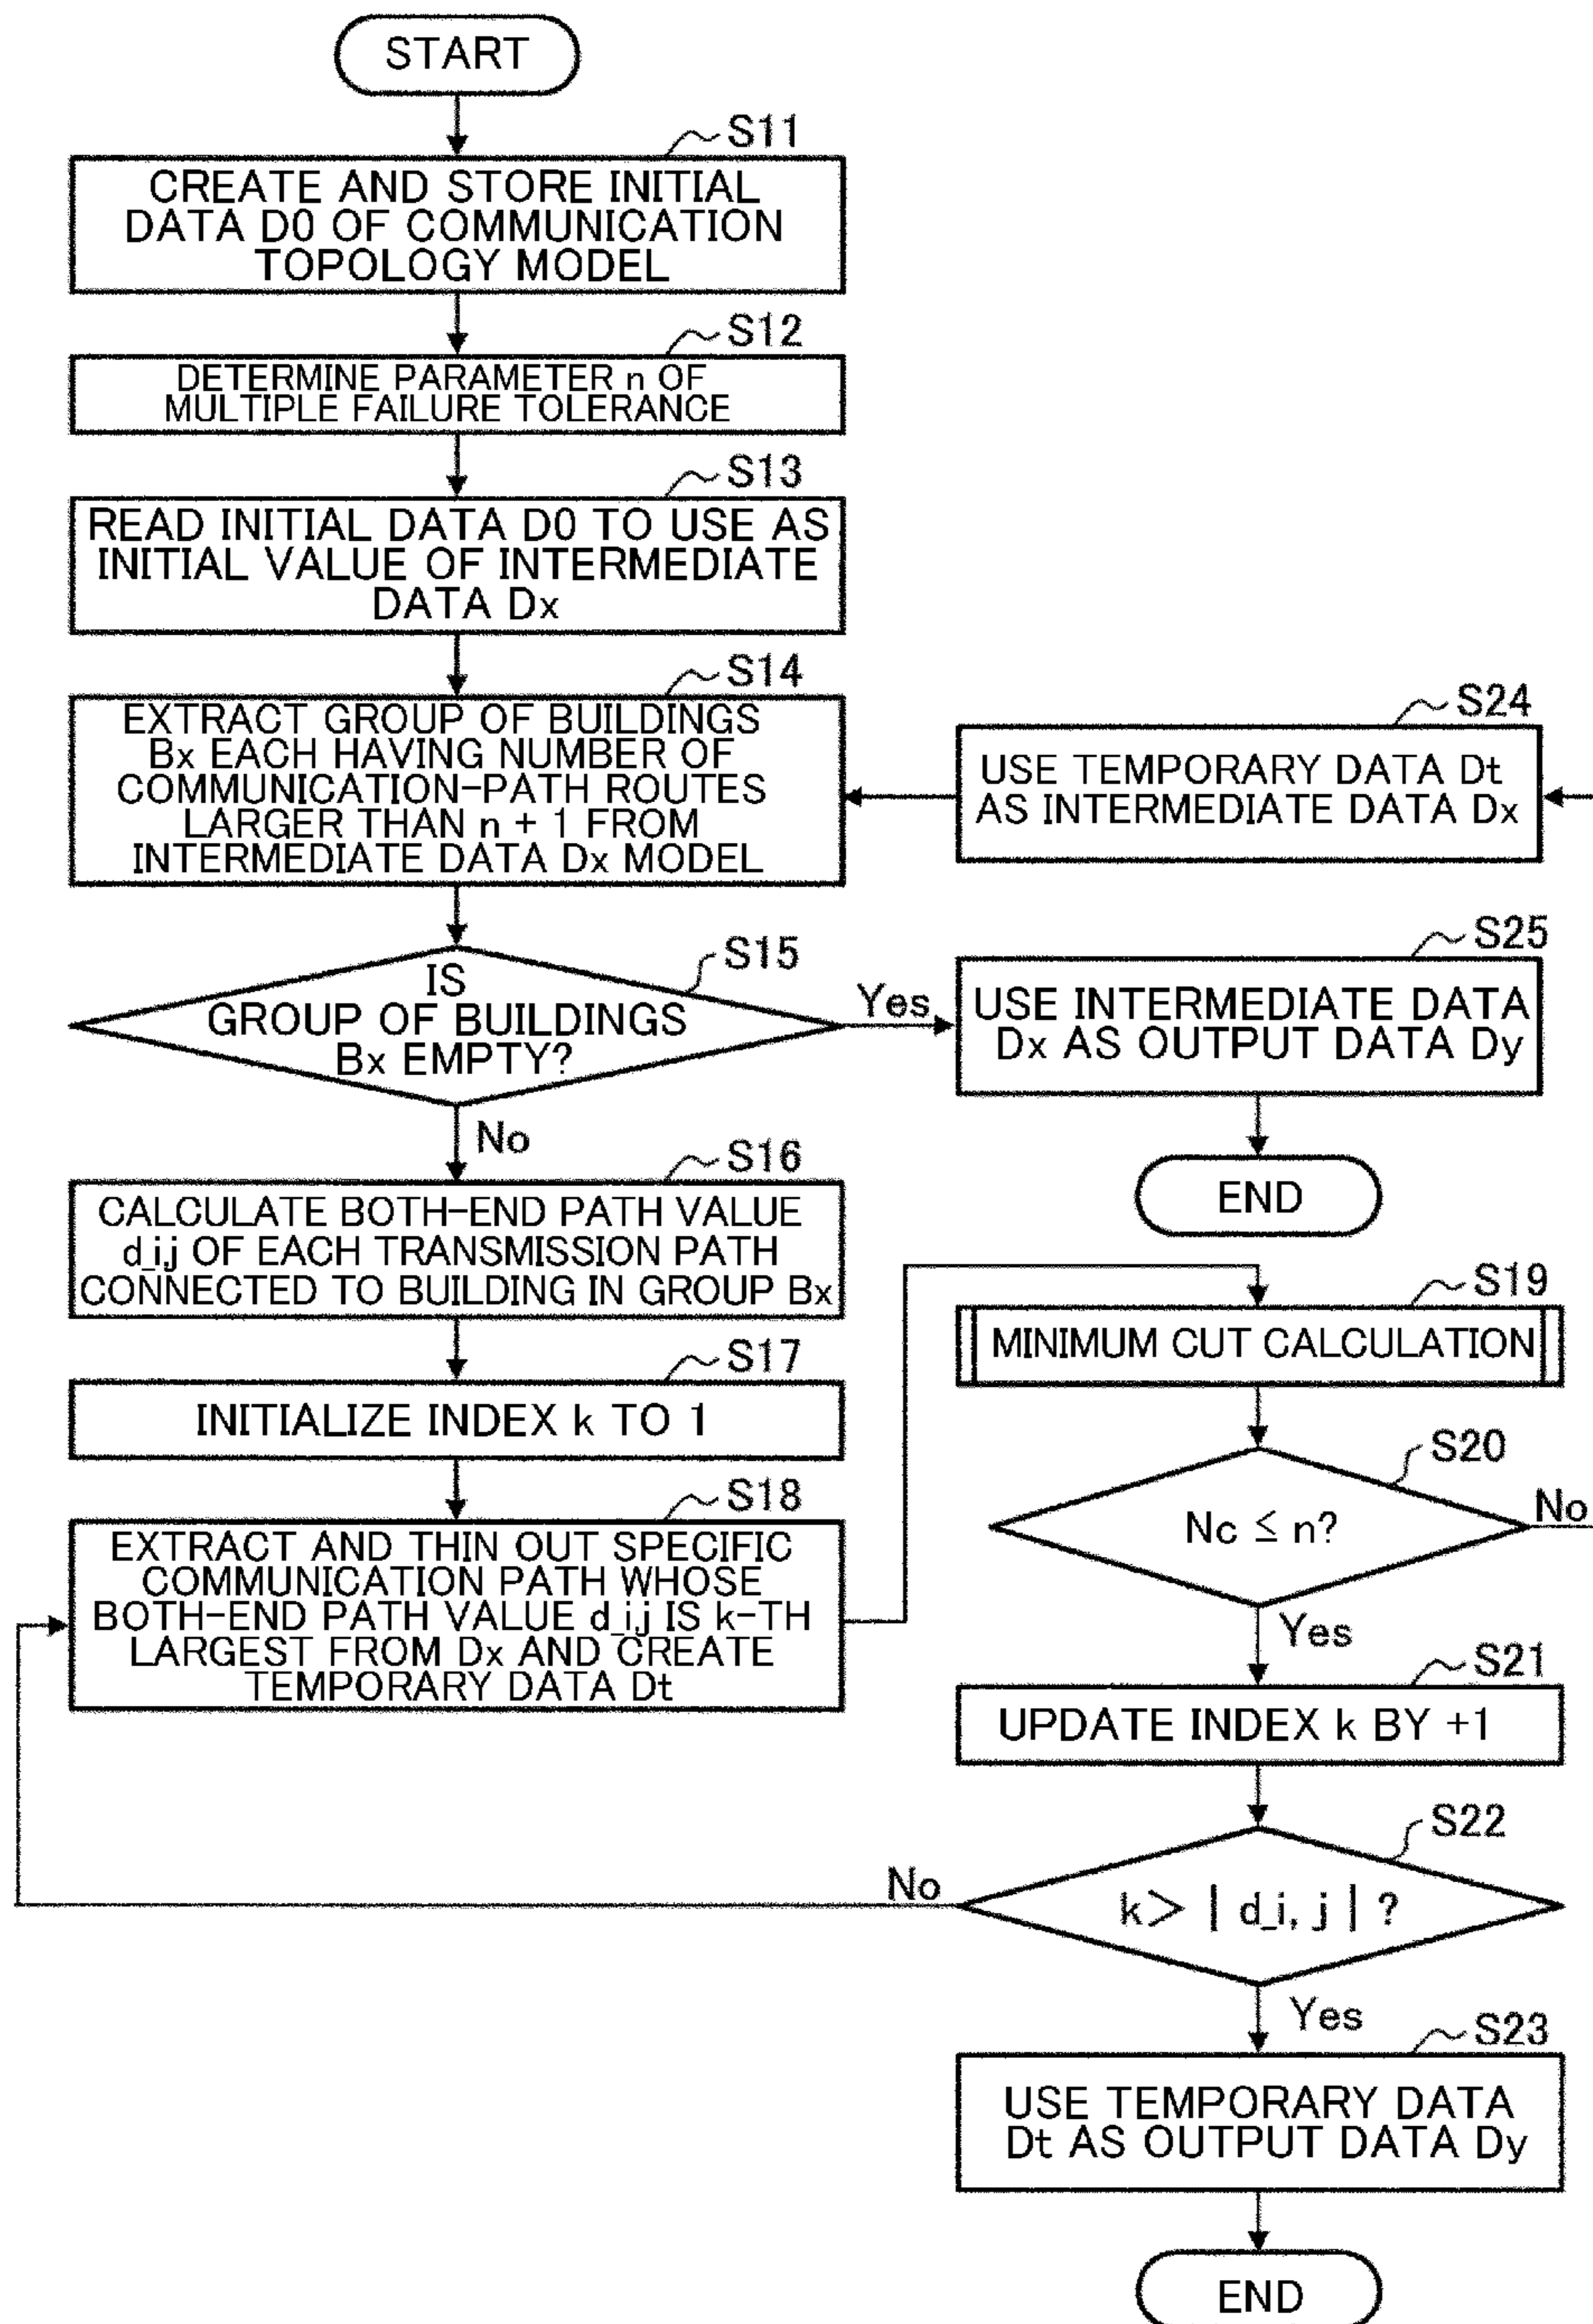 START
S11
CREATE AND STORE INITIAL
DATA D0 OF COMMUNICATION
TOPOLOGY MODEL
S12
DETERMINE PARAMETER n OF
MULTIPLE FAILURE TOLERANCE
S13
READ INITIAL DATA D0 TO USE AS
INITIAL VALUE OF INTERMEDIATE
DATA Dx
S14
EXTRACT GROUP OF BUILDINGS
Bx EACH HAVING NUMBER OF
COMMUNICATION-PATH ROUTES
LARGER THAN n + 1 FROM
INTERMEDIATE DATA Dx MODEL
S24
USE TEMPORARY DATA Dt
AS INTERMEDIATE DATA Dx
S15
IS
GROUP OF BUILDINGS
Bx EMPTY?
Yes
No
S25
USE INTERMEDIATE DATA
Dx AS OUTPUT DATA Dy
END
S16
CALCULATE BOTH-END PATH VALUE
d_i,j OF EACH TRANSMISSION PATH
CONNECTED TO BUILDING IN GROUP Bx
S17
INITIALIZE INDEX k TO 1
S18
EXTRACT AND THIN OUT SPECIFIC
COMMUNICATION PATH WHOSE
BOTH-END PATH VALUE d_i,j IS k-TH
LARGEST FROM Dx AND CREATE
TEMPORARY DATA Dt
S19
MINIMUM CUT CALCULATION
S20
Nc ≤ n?
No
Yes
S21
UPDATE INDEX k BY +1
S22
k> | d_i, j | ?
No
Yes
S23
USE TEMPORARY DATA
Dt AS OUTPUT DATA Dy
END